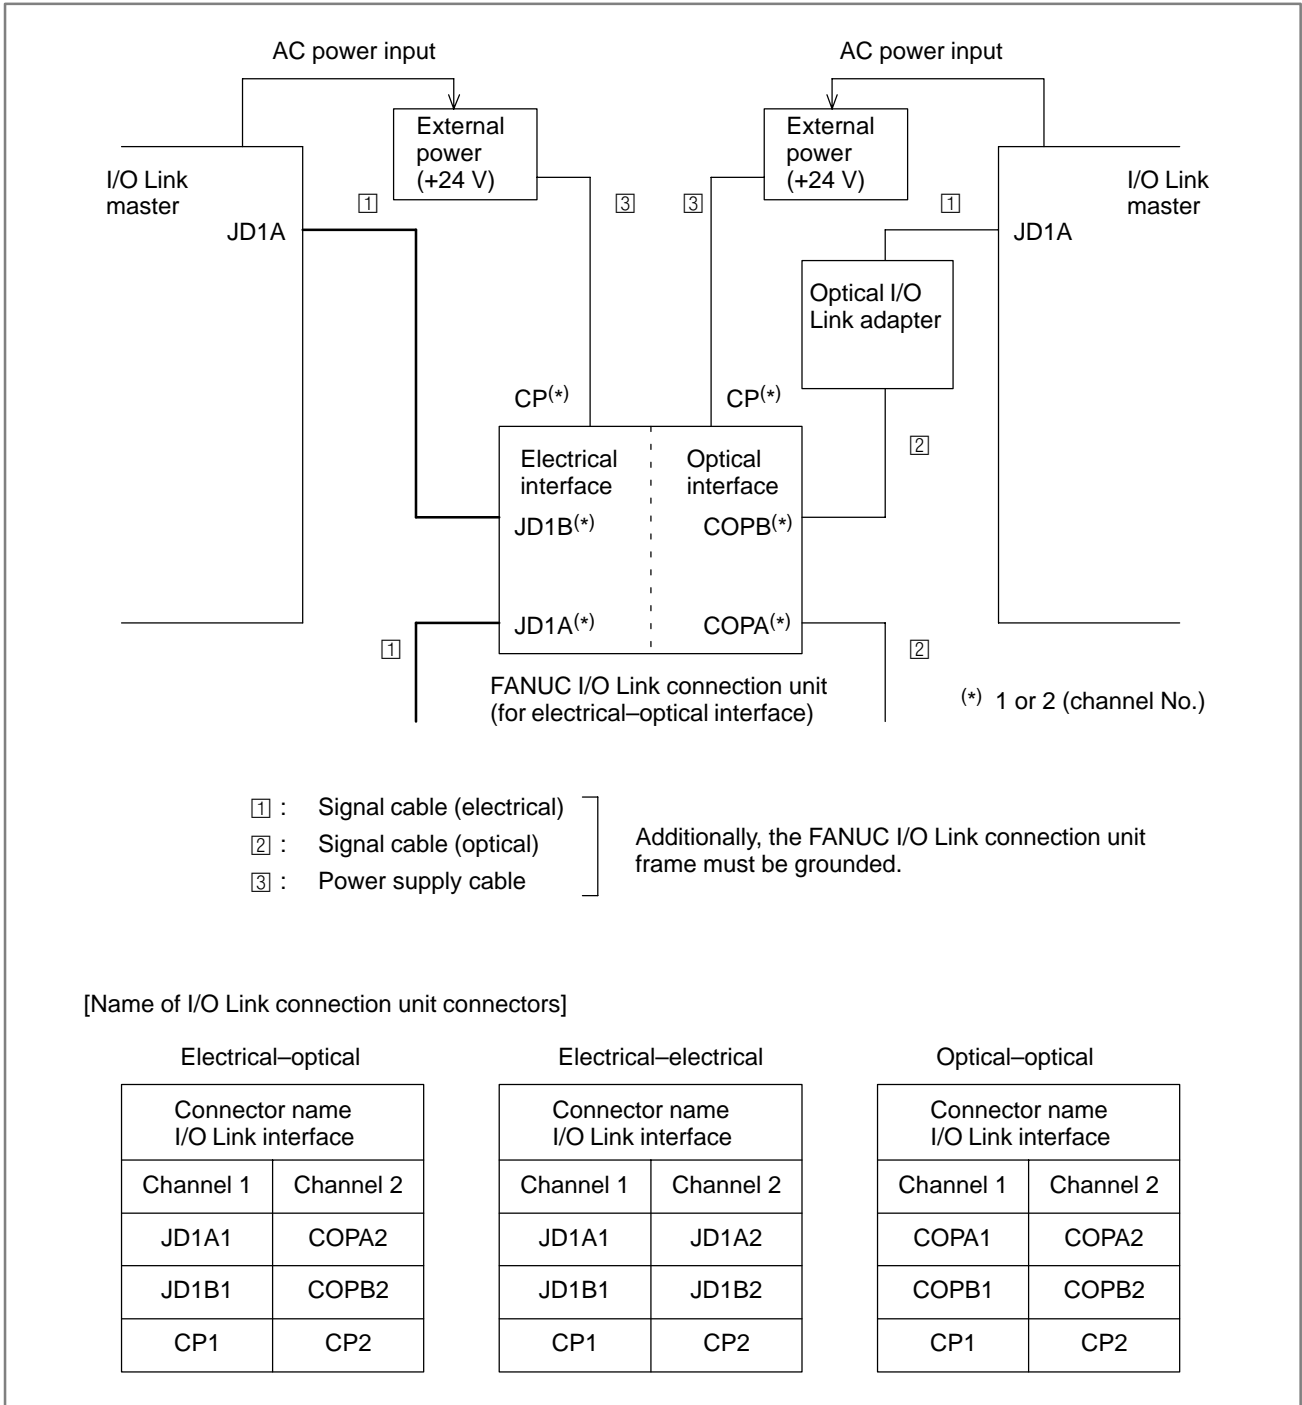 AC power input
AC power input
External
power
(+24 V)
External
power
(+24 V)
I/O Link
master
I/O Link
master
1
3
3
1
JD1A
JD1A
Optical I/O
Link adapter
CP(*)
CP(*)
2
Electrical
interface
Optical
interface
JD1B(*)
COPB(*)
JD1A(*)
COPA(*)
1
2
FANUC I/O Link connection unit
(for electrical–optical interface)
(*) 1 or 2 (channel No.)
1 : Signal cable (electrical)
2 : Signal cable (optical)
3 : Power supply cable
Additionally, the FANUC I/O Link connection unit
frame must be grounded.
[Name of I/O Link connection unit connectors]
Electrical–optical
Connector name
I/O Link interface
Channel 1 Channel 2
JD1A1 COPA2
JD1B1 COPB2
CP1 CP2
Electrical–electrical
Connector name
I/O Link interface
Channel 1 Channel 2
JD1A1 JD1A2
JD1B1 JD1B2
CP1 CP2
Optical–optical
Connector name
I/O Link interface
Channel 1 Channel 2
COPA1 COPA2
COPB1 COPB2
CP1 CP2